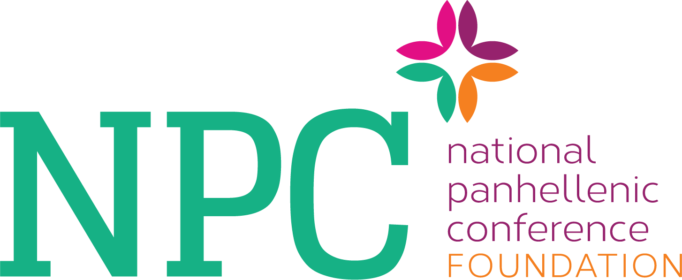 NPC
national
panhellenic
conference
FOUNDATION